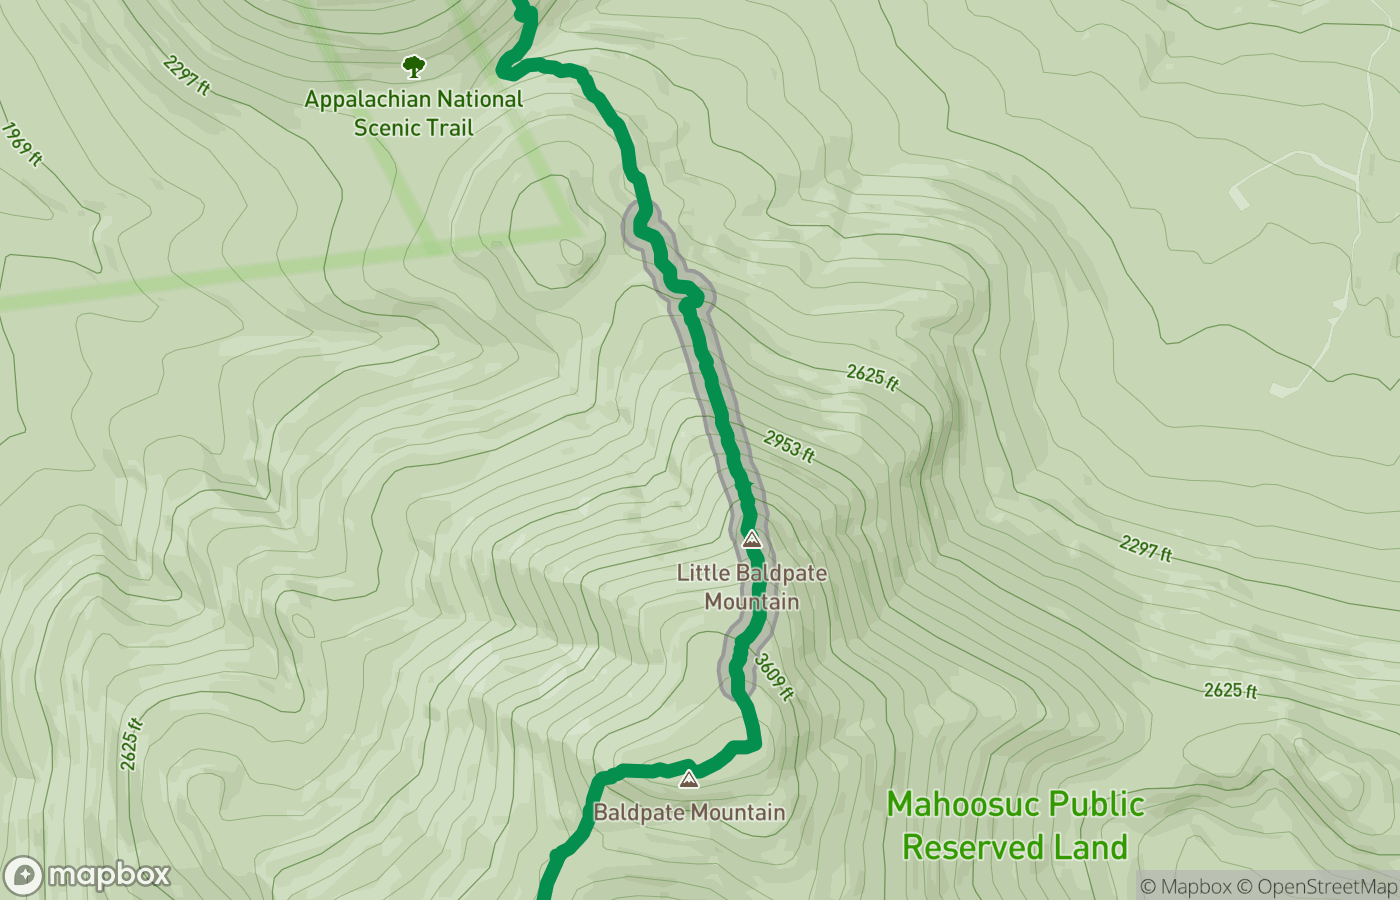 2297 ft
Appalachian National
Scenic Trail
1969 ft
2625 ft
2953 ft
2297 ft
Little Baldpate
Mountain
3609 ft
2625 ft
2625 ft
Baldpate Mountain
Mahoosuc Public
Reserved Land
mapbox
© Mapbox © OpenStreetMap